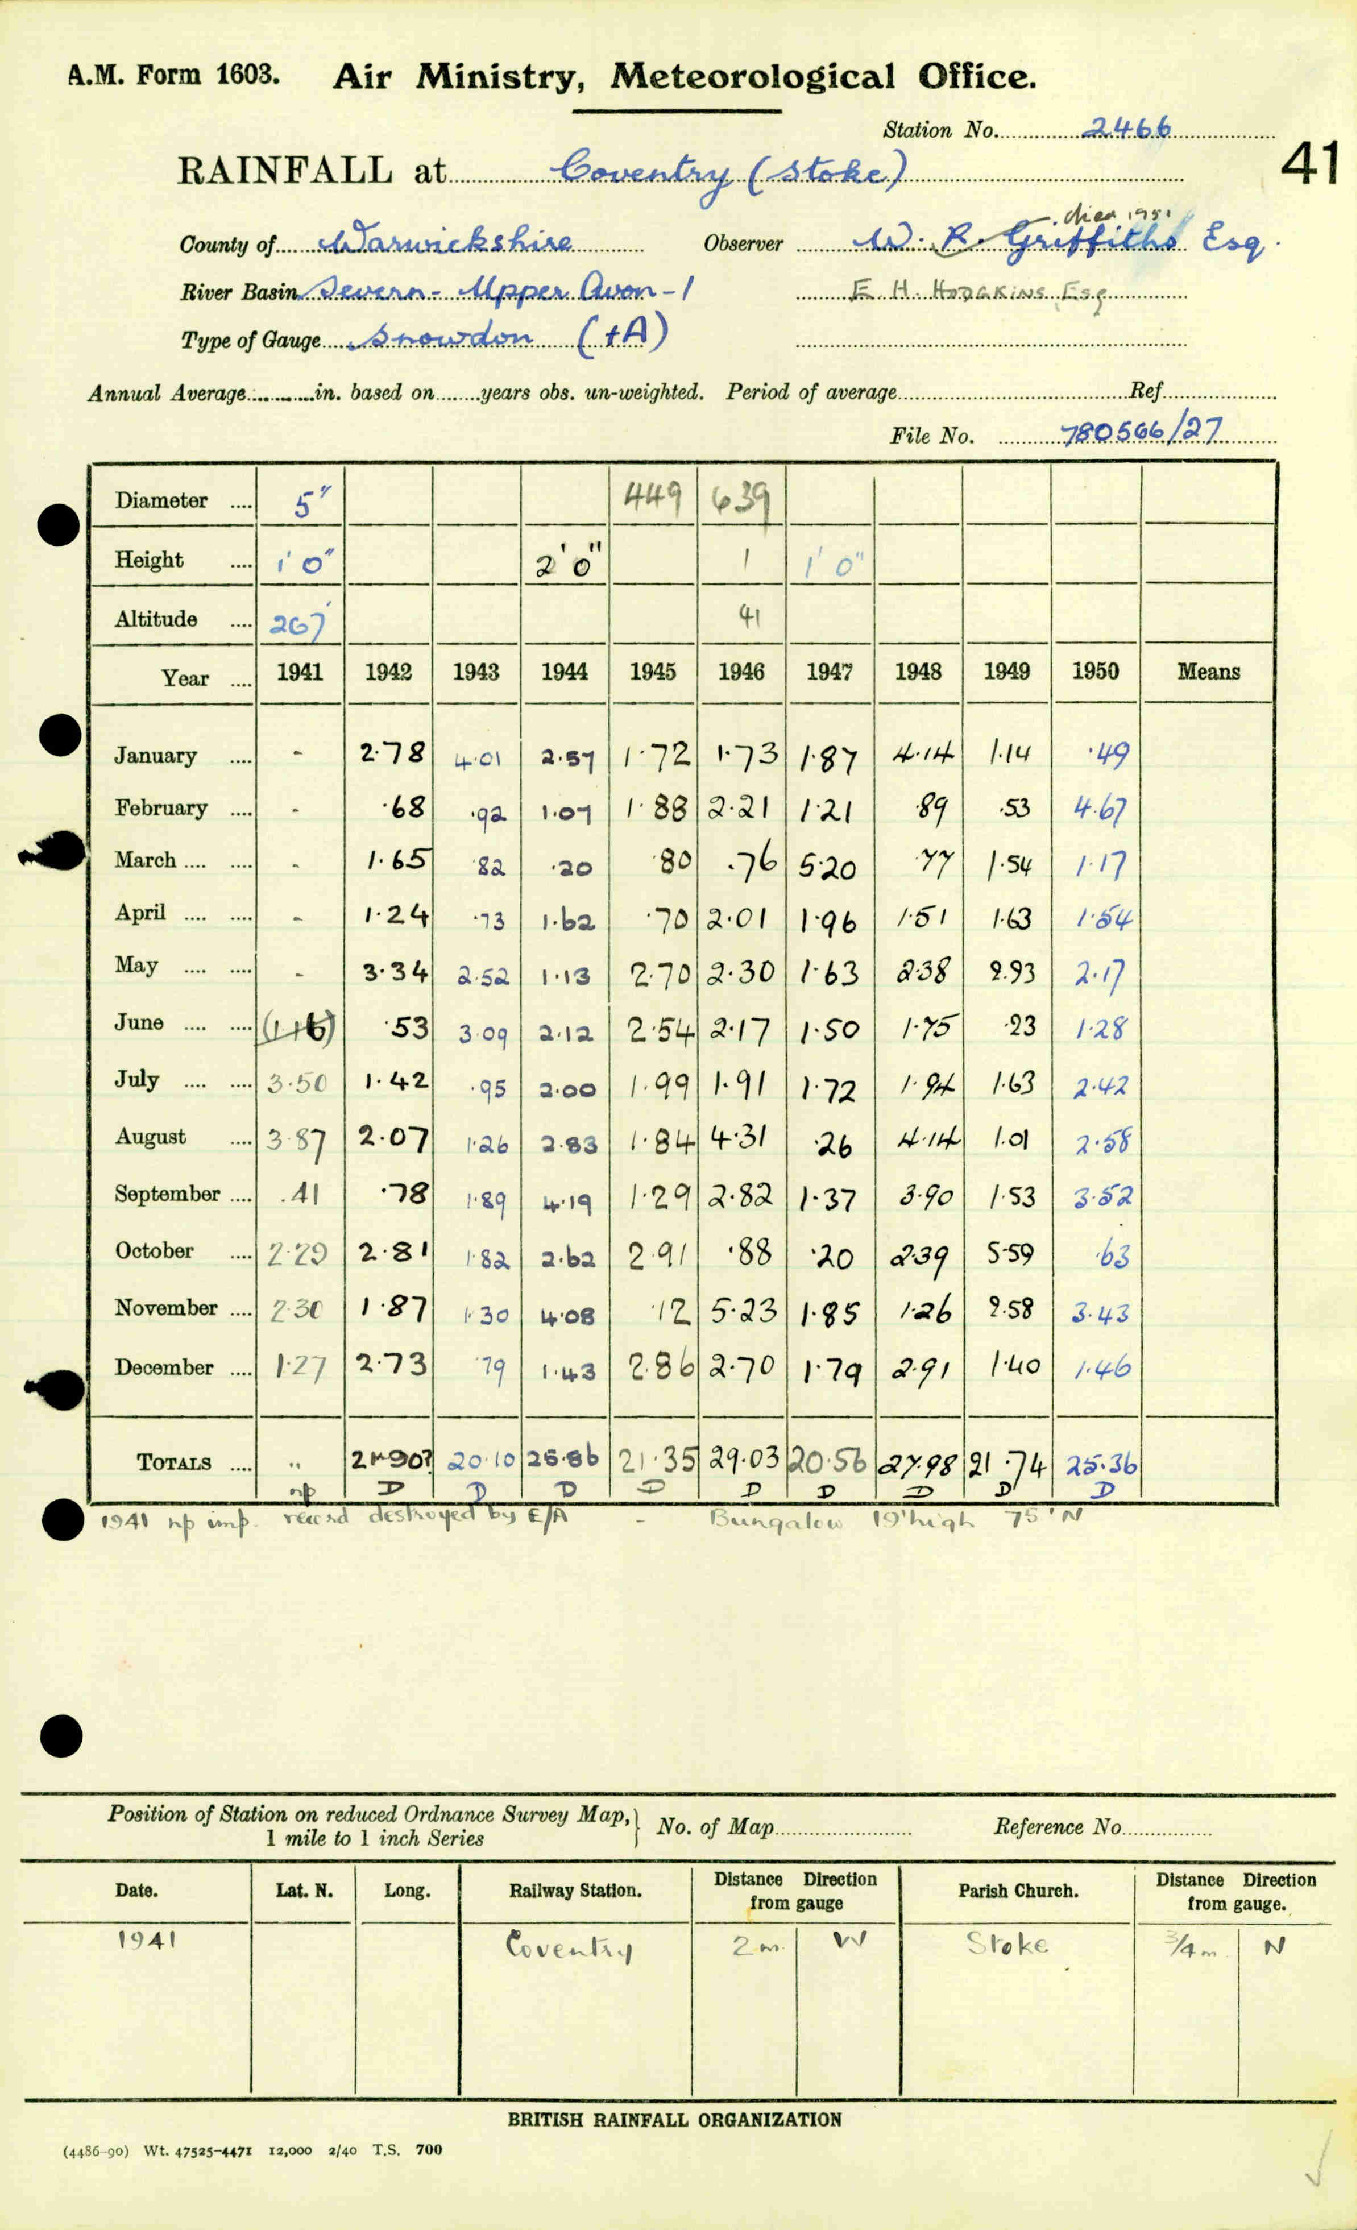 A.M. Form 1603. Air Ministry, Meteorological Office.
Station No. 2466
41
RAINFALL at Coventry (Stoke)
died 1951
County of Warwickshire Observer W. R. Griffiths Esq.
River Basin Severn - Upper Avon - 1 E. H. HODGKINS, Esq
Type of Gauge Snowdon (+A)
Annual Average in. based on years obs. un-weighted. Period of average Ref
File No. 780566/27
Diameter .... 5" 449 639
Height .... 1' 0" 2' 0" 1 1' 0"
Altitude .... 267' 41
Year .... 1941 1942 1943 1944 1945 1946 1947 1948 1949 1950 Means
January .... - 2.78 4.01 2.57 1.72 1.73 1.87 4.14 1.14 .49
February .... - .68 .92 1.07 1.88 2.21 1.21 .89 .53 4.67
March .... .... - 1.65 .82 .20 .80 .76 5.20 .77 1.54 1.17
April .... .... - 1.24 .73 1.62 .70 2.01 1.96 1.51 1.63 1.54
May .... .... - 3.34 2.52 1.13 2.70 2.30 1.63 2.38 2.93 2.17
June .... .... (1.16) .53 3.09 2.12 2.54 2.17 1.50 1.75 .23 1.28
July .... .... 3.50 1.42 .95 2.00 1.99 1.91 1.72 1.94 1.63 2.42
August .... 3.87 2.07 1.26 2.83 1.84 4.31 .26 4.14 1.01 2.58
September .... .41 .78 1.89 4.19 1.29 2.82 1.37 3.90 1.53 3.52
October .... 2.29 2.81 1.82 2.62 2.91 .88 .20 2.39 5.59 .63
November .... 2.30 1.87 1.30 4.08 .12 5.23 1.85 1.26 2.58 3.43
December .... 1.27 2.73 .79 1.43 2.86 2.70 1.79 2.91 1.40 1.46
TOTALS .... .. 21.90? 20.10 25.86 21.35 29.03 20.56 27.98 21.74 25.36
np D D D D D D D D D
1941 np imp. record destroyed by E/A - Bungalow 19' high 75' N
Position of Station on reduced Ordnance Survey Map,
1 mile to 1 inch Series
No. of Map Reference No.
Date. Lat. N. Long. Railway Station. Distance Direction from gauge Parish Church. Distance Direction from gauge.
1941 Coventry 2 m. W Stoke 3/4 m. N
BRITISH RAINFALL ORGANIZATION
(4486-90) Wt. 47525-4471 12,000 2/40 T.S. 700